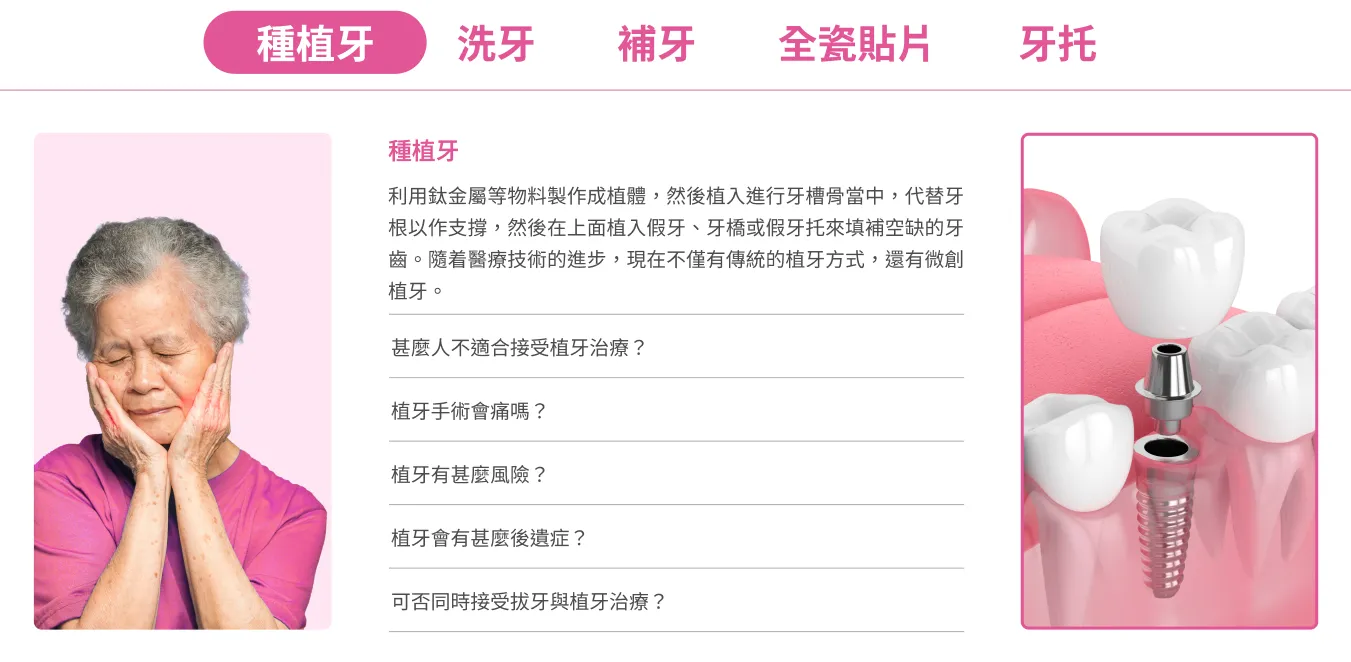 種植牙
洗牙
補牙
全瓷貼片
牙托
種植牙
利用鈦金屬等物料製作成植體，然後植入進行牙槽骨當中，代替牙
根以作支撐，然後在上面植入假牙、牙橋或假牙托來填補空缺的牙
齒。隨着醫療技術的進步，現在不僅有傳統的植牙方式，還有微創
植牙。
甚麼人不適合接受植牙治療？
植牙手術會痛嗎？
植牙有甚麼風險？
植牙會有甚麼後遺症？
可否同時接受拔牙與植牙治療？